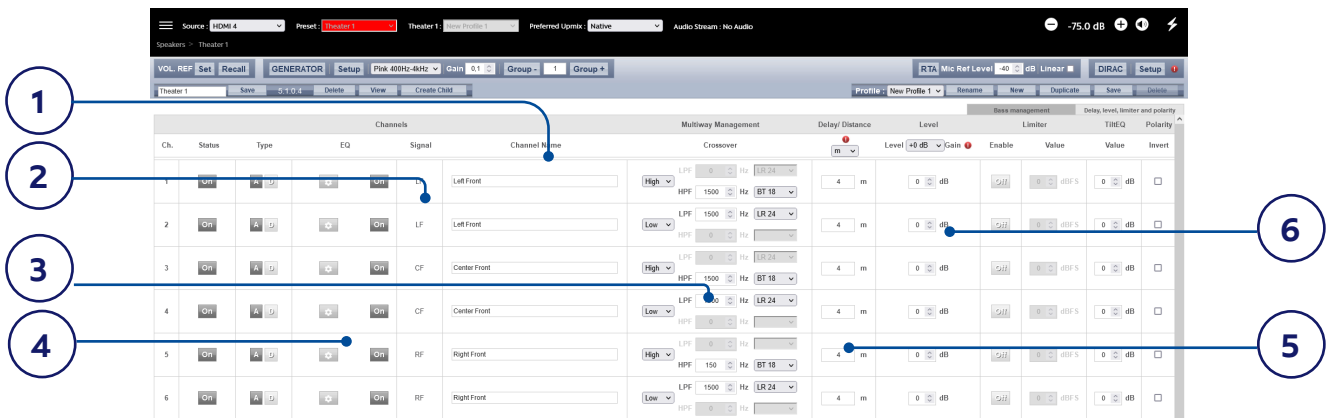 Source : HDMI 4 Preset : Theater 1 Theater 1 : New Profile 1 Preferred Upmix : Native Audio Stream : No Audio -75.0 dB
Speakers > Theater 1
VOL. REF Set Recall GENERATOR Setup Pink 400Hz-4kHz Gain 0,1 Group - 1 Group + RTA Mic Ref Level -40 dB Linear DIRAC Setup
Theater 1 Save 5.1.0.4 Delete View Create Child Profile : New Profile 1 Rename New Duplicate Save Delete
1
Bass management Delay, level, limiter and polarity
Channels Multiway Management Delay/ Distance Level Limiter TiltEQ Polarity
Ch. Status Type EQ Signal Channel Name Crossover m Level +0 dB Gain Enable Value Value Invert
2
LPF 0 Hz LR 24
1 On A D On Left Front High 4 m 0 dB Off 0 dBFS 0 dB
HPF 1500 Hz BT 18
LPF 1500 Hz LR 24
2 On A D On LF Left Front Low 4 m 0 dB Off 0 dBFS 0 dB
HPF 0 Hz
6
3
LPF 0 Hz LR 24
3 On A D On CF Center Front High 4 m 0 dB Off 0 dBFS 0 dB
HPF 1500 Hz BT 18
LPF Hz LR 24
4 On A D On CF Center Front Low 4 m 0 dB Off 0 dBFS 0 dB
HPF 0 Hz
4
5
LPF 0 Hz
5 On A D On RF Right Front High 4 m 0 dB Off 0 dBFS 0 dB
HPF 150 Hz BT 18
LPF 1500 Hz LR 24
6 On A D On RF Right Front Low 4 m 0 dB Off 0 dBFS 0 dB
HPF 0 Hz